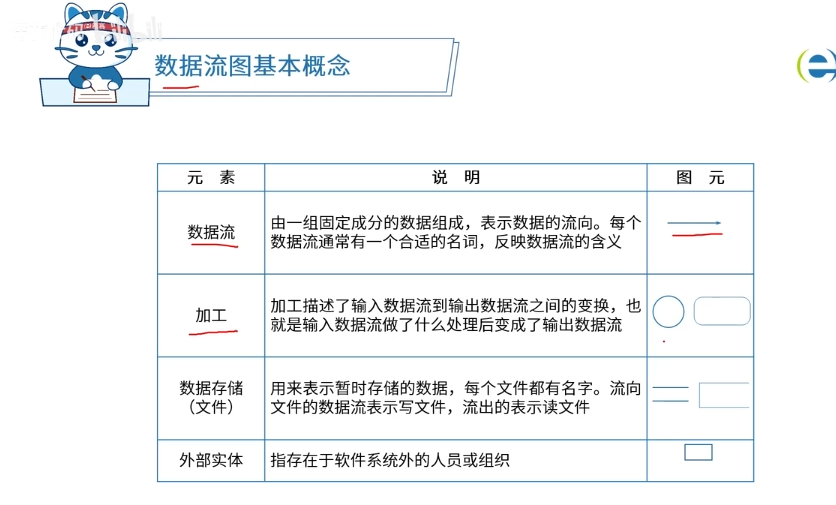 数据流图基本概念
元 素 说 明 图 元
数据流
由一组固定成分的数据组成，表示数据的流向。每个
数据流通常有一个合适的名词，反映数据流的含义
加工
加工描述了输入数据流到输出数据流之间的变换，也
就是输入数据流做了什么处理后变成了输出数据流
数据存储
（文件）
用来表示暂时存储的数据，每个文件都有名字。流向
文件的数据流表示写文件，流出的表示读文件
外部实体
指存在于软件系统外的人员或组织